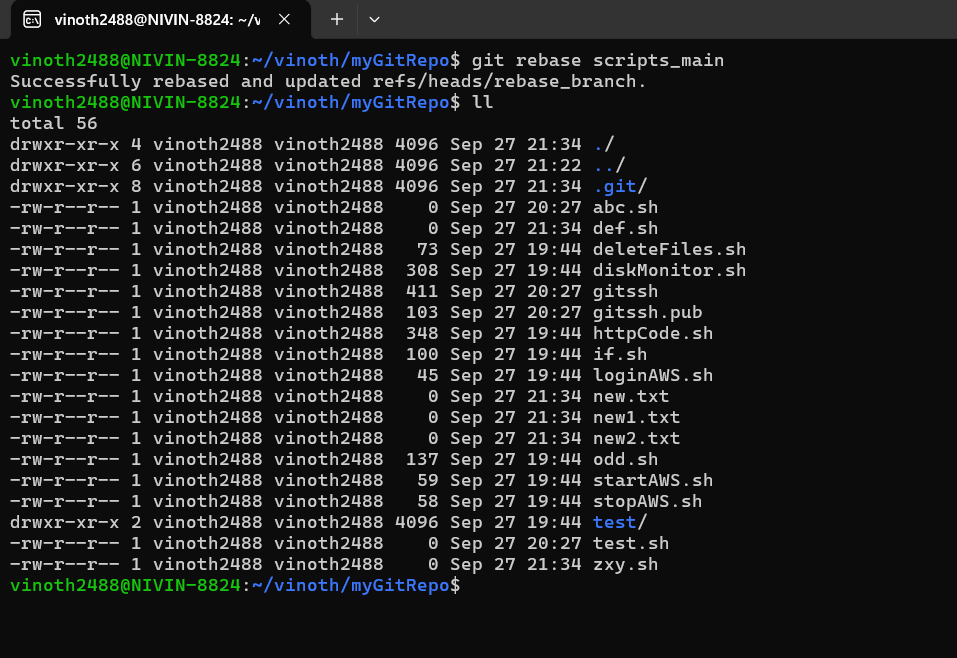 vinoth2488@NIVIN-8824: ~/v
vinoth2488@NIVIN-8824:~/vinoth/myGitRepo$ git rebase scripts_main
Successfully rebased and updated refs/heads/rebase_branch.
vinoth2488@NIVIN-8824:~/vinoth/myGitRepo$ ll
total 56
drwxr-xr-x 4 vinoth2488 vinoth2488 4096 Sep 27 21:34 ./
drwxr-xr-x 6 vinoth2488 vinoth2488 4096 Sep 27 21:22 ../
drwxr-xr-x 8 vinoth2488 vinoth2488 4096 Sep 27 21:34 .git/
-rw-r--r-- 1 vinoth2488 vinoth2488    0 Sep 27 20:27 abc.sh
-rw-r--r-- 1 vinoth2488 vinoth2488    0 Sep 27 21:34 def.sh
-rw-r--r-- 1 vinoth2488 vinoth2488   73 Sep 27 19:44 deleteFiles.sh
-rw-r--r-- 1 vinoth2488 vinoth2488  308 Sep 27 19:44 diskMonitor.sh
-rw-r--r-- 1 vinoth2488 vinoth2488  411 Sep 27 20:27 gitssh
-rw-r--r-- 1 vinoth2488 vinoth2488  103 Sep 27 20:27 gitssh.pub
-rw-r--r-- 1 vinoth2488 vinoth2488  348 Sep 27 19:44 httpCode.sh
-rw-r--r-- 1 vinoth2488 vinoth2488  100 Sep 27 19:44 if.sh
-rw-r--r-- 1 vinoth2488 vinoth2488   45 Sep 27 19:44 loginAWS.sh
-rw-r--r-- 1 vinoth2488 vinoth2488    0 Sep 27 21:34 new.txt
-rw-r--r-- 1 vinoth2488 vinoth2488    0 Sep 27 21:34 new1.txt
-rw-r--r-- 1 vinoth2488 vinoth2488    0 Sep 27 21:34 new2.txt
-rw-r--r-- 1 vinoth2488 vinoth2488  137 Sep 27 19:44 odd.sh
-rw-r--r-- 1 vinoth2488 vinoth2488   59 Sep 27 19:44 startAWS.sh
-rw-r--r-- 1 vinoth2488 vinoth2488   58 Sep 27 19:44 stopAWS.sh
drwxr-xr-x 2 vinoth2488 vinoth2488 4096 Sep 27 19:44 test/
-rw-r--r-- 1 vinoth2488 vinoth2488    0 Sep 27 20:27 test.sh
-rw-r--r-- 1 vinoth2488 vinoth2488    0 Sep 27 21:34 zxy.sh
vinoth2488@NIVIN-8824:~/vinoth/myGitRepo$